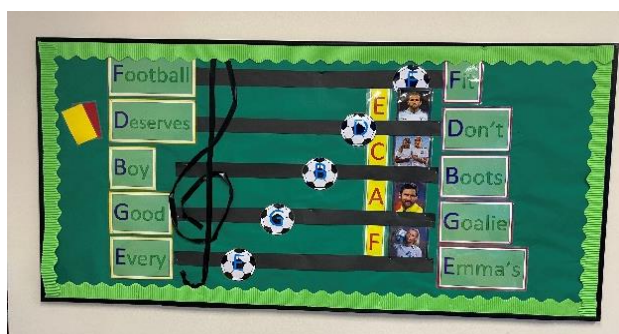 Football
Fit
F
Deserves
E
D
Don't
Boy
C
B
Boots
Good
A
G
Goalie
Every
F
E
Emma's